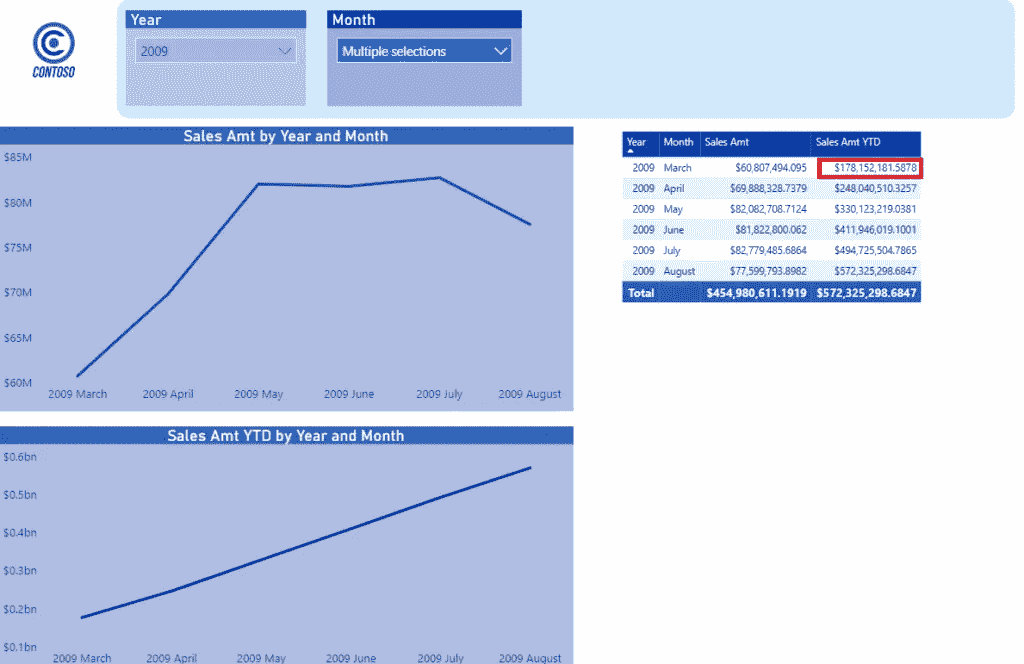 Year
Month
2009
Multiple selections
CONTOSO
Sales Amt by Year and Month
$85M
$80M
$75M
$70M
$65M
$60M
2009 March 2009 April 2009 May 2009 June 2009 July 2009 August
Year Month Sales Amt Sales Amt YTD
2009 March $60,807,494.095 $178,152,181.5878
2009 April $69,888,328.7379 $248,040,510.3257
2009 May $82,082,708.7124 $330,123,219.0381
2009 June $81,822,800.062 $411,946,019.1001
2009 July $82,779,485.6864 $494,725,504.7865
2009 August $77,599,793.8982 $572,325,298.6847
Total $454,980,611.1919 $572,325,298.6847
Sales Amt YTD by Year and Month
$0.6bn
$0.5bn
$0.4bn
$0.3bn
$0.2bn
$0.1bn
2009 March 2009 April 2009 May 2009 June 2009 July 2009 August